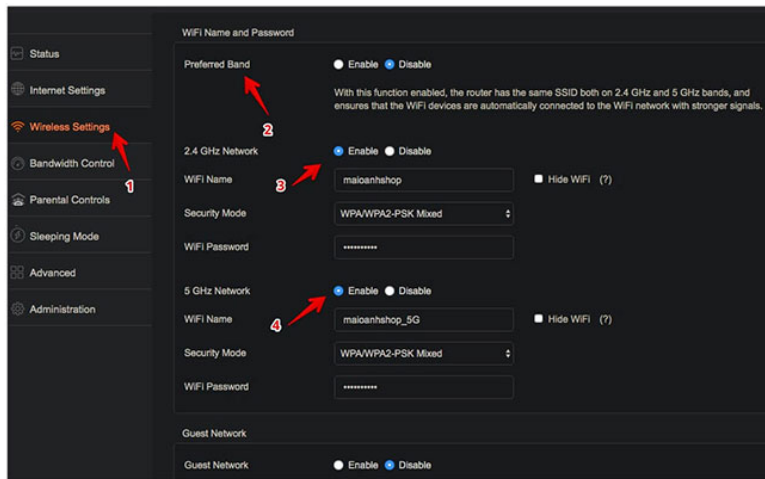 WiFi Name and Password
Status
Preferred Band Enable Disable
Internet Settings
With this function enabled, the router has the same SSID both on 2.4 GHz and 5 GHz bands, and
ensures that the WiFi devices are automatically connected to the WiFi network with stronger signals.
Wireless Settings
2
1
2.4 GHz Network Enable Disable
Bandwidth Control
3
WiFi Name maioanhshop Hide WiFi (?)
Parental Controls
Security Mode WPA/WPA2-PSK Mixed
Sleeping Mode
WiFi Password ••••••••••
Advanced
5 GHz Network Enable Disable
Administration
4
WiFi Name maioanhshop_5G Hide WiFi (?)
Security Mode WPA/WPA2-PSK Mixed
WiFi Password ••••••••••
Guest Network
Guest Network Enable Disable